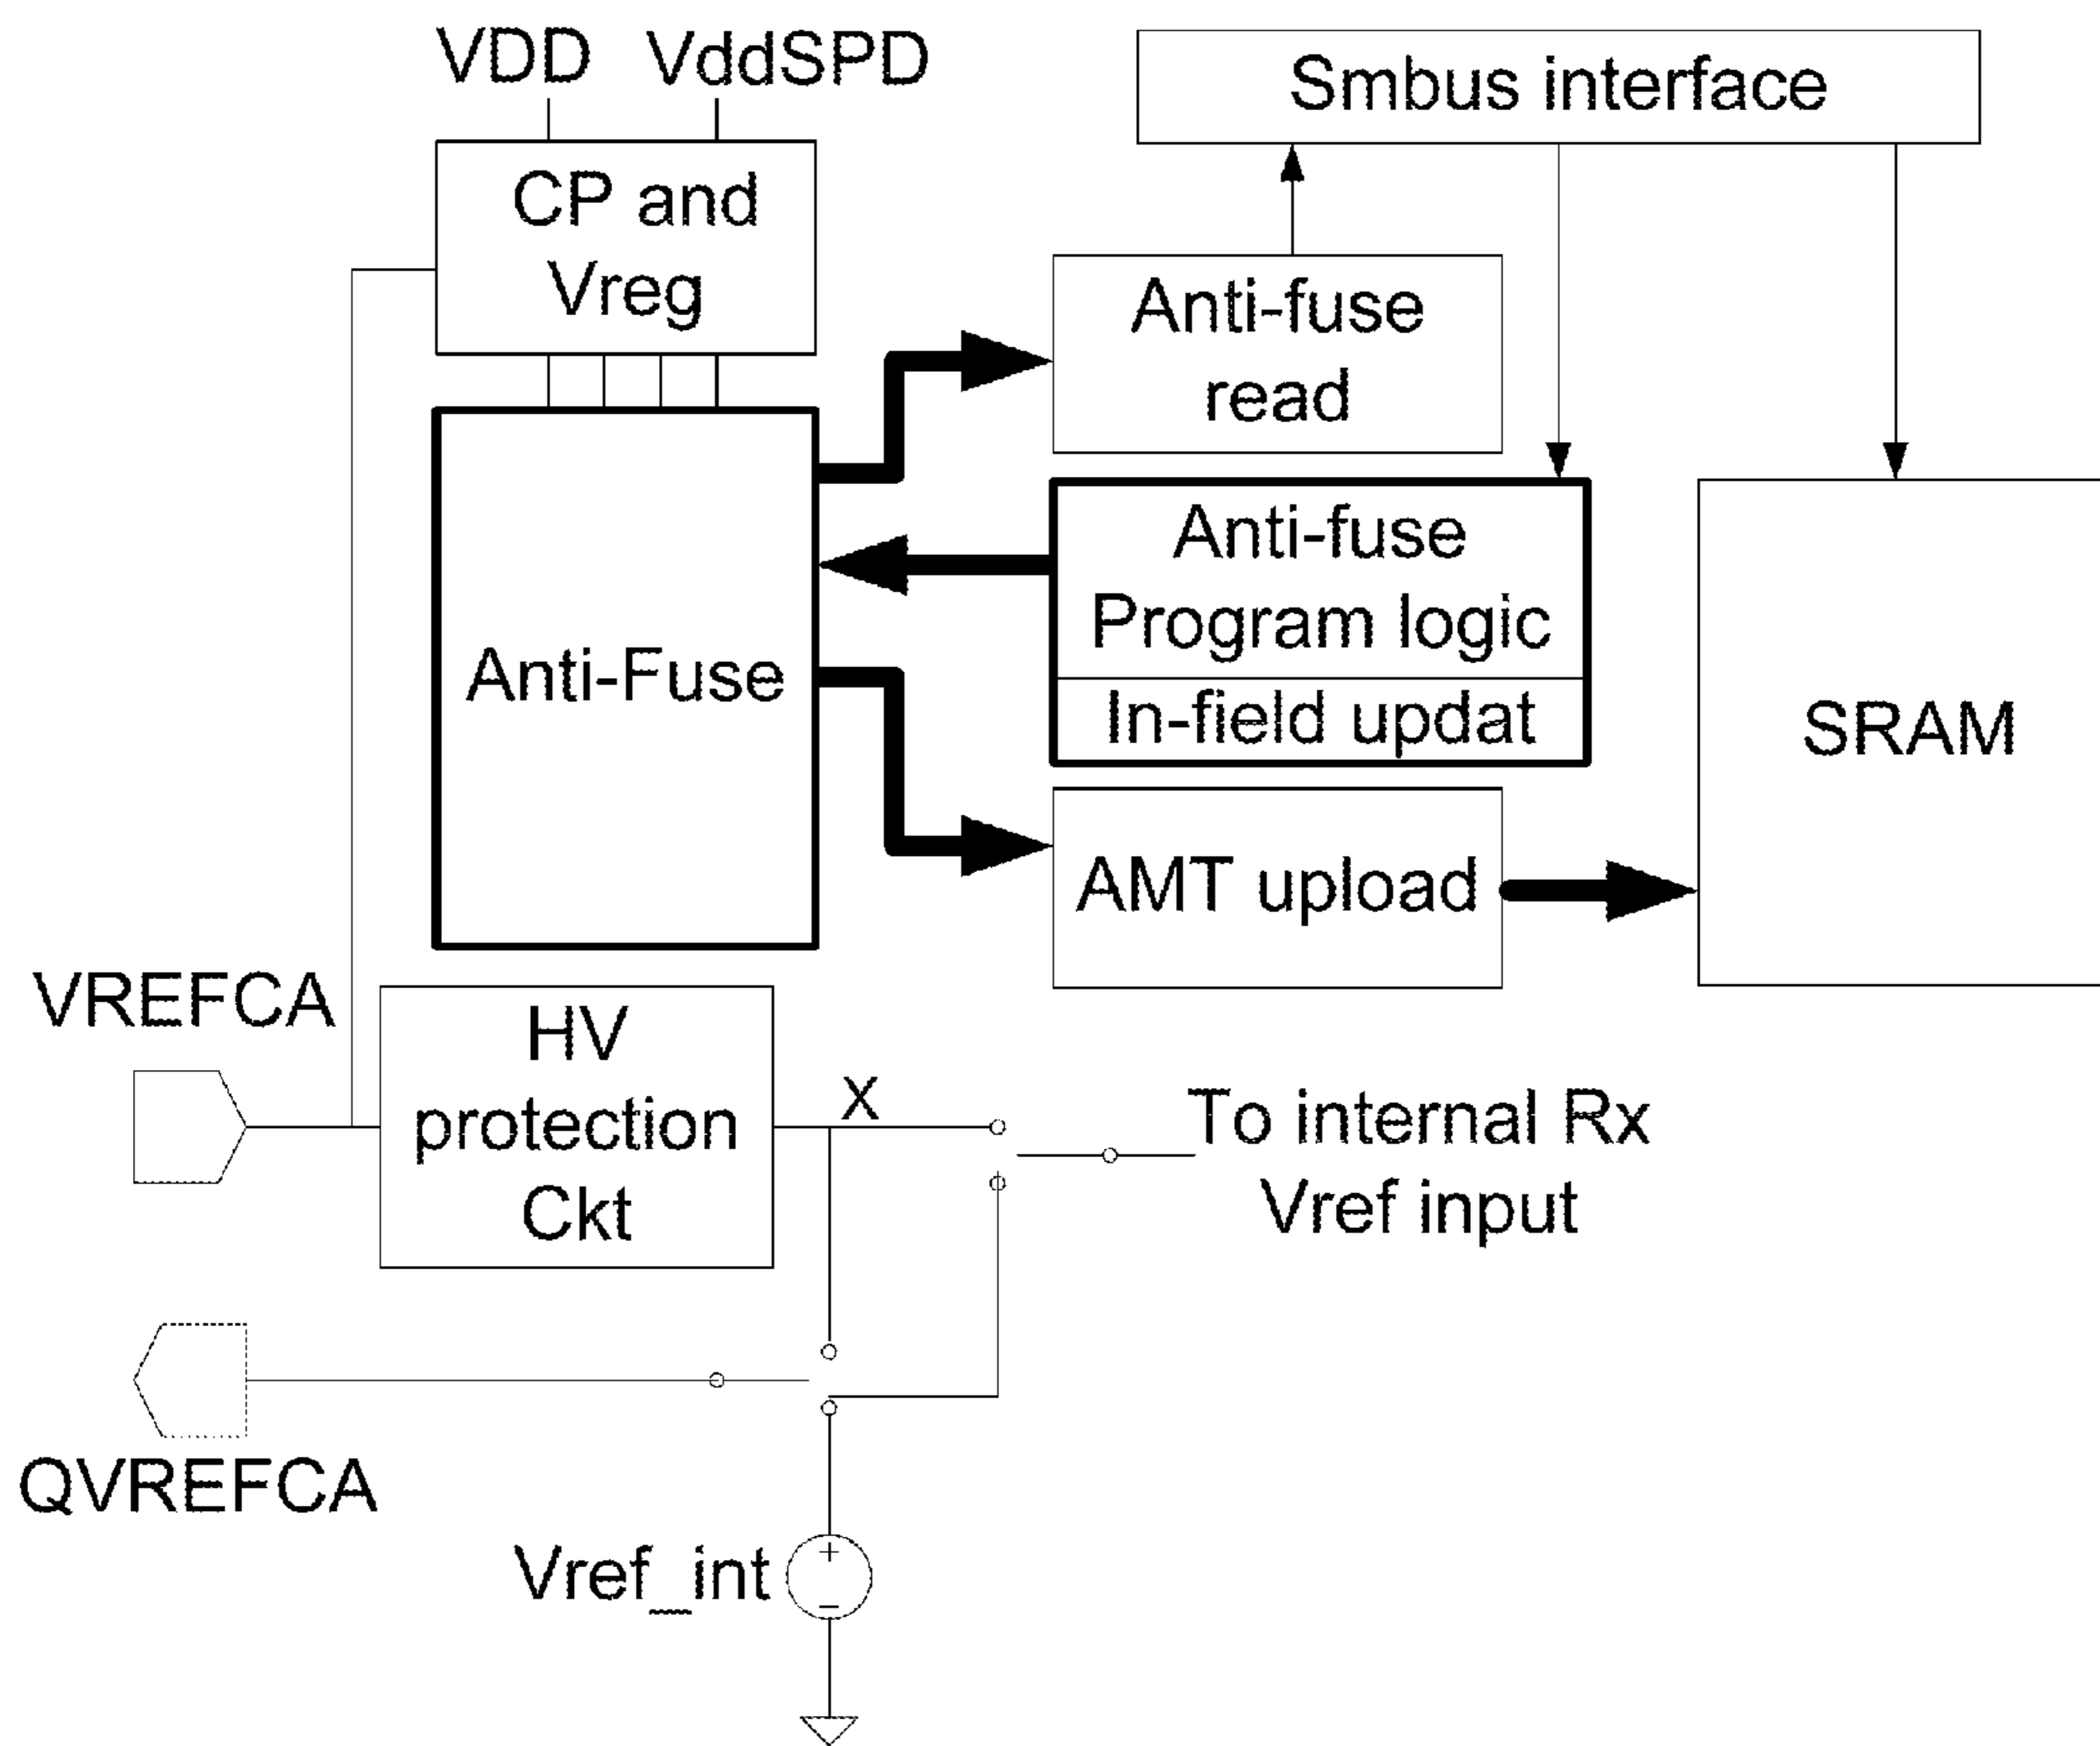 VDD
VddSPD
Smbus interface
CP and
Vreg
Anti-fuse
read
Anti-Fuse
Anti-fuse
Program logic
In-field updat
SRAM
AMT upload
VREFCA
HV
protection
Ckt
X
To internal Rx
Vref input
QVREFCA
Vref_int
+
−